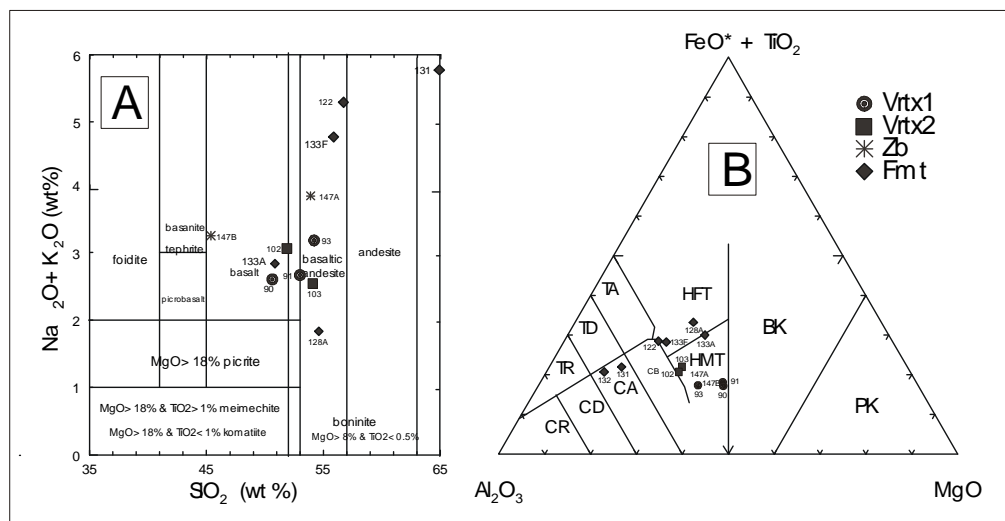 A
Na₂O+ K₂O (wt%)
6
5
4
3
2
1
0
35
45
55
65
SIO₂ (wt %)
131
122
133F
147A
147B
102
93
133A
91
90
103
128A
foidite
basanite
tephrite
picrobasalt
basalt
basaltic
andesite
andesite
MgO> 18% picrite
MgO> 18% & TiO2> 1% meimechite
MgO> 18% & TiO2< 1% komatiite
boninite
MgO> 8% & TiO2< 0.5%
FeO* + TiO₂
B
Vrtx1
Vrtx2
Zb
Fmt
TA
HFT
TD
BK
TR
HMT
CA
CB
CD
CR
PK
128A
122
133F
133A
103
102
147A
147B
91
93
90
131
132
Al₂O₃
MgO